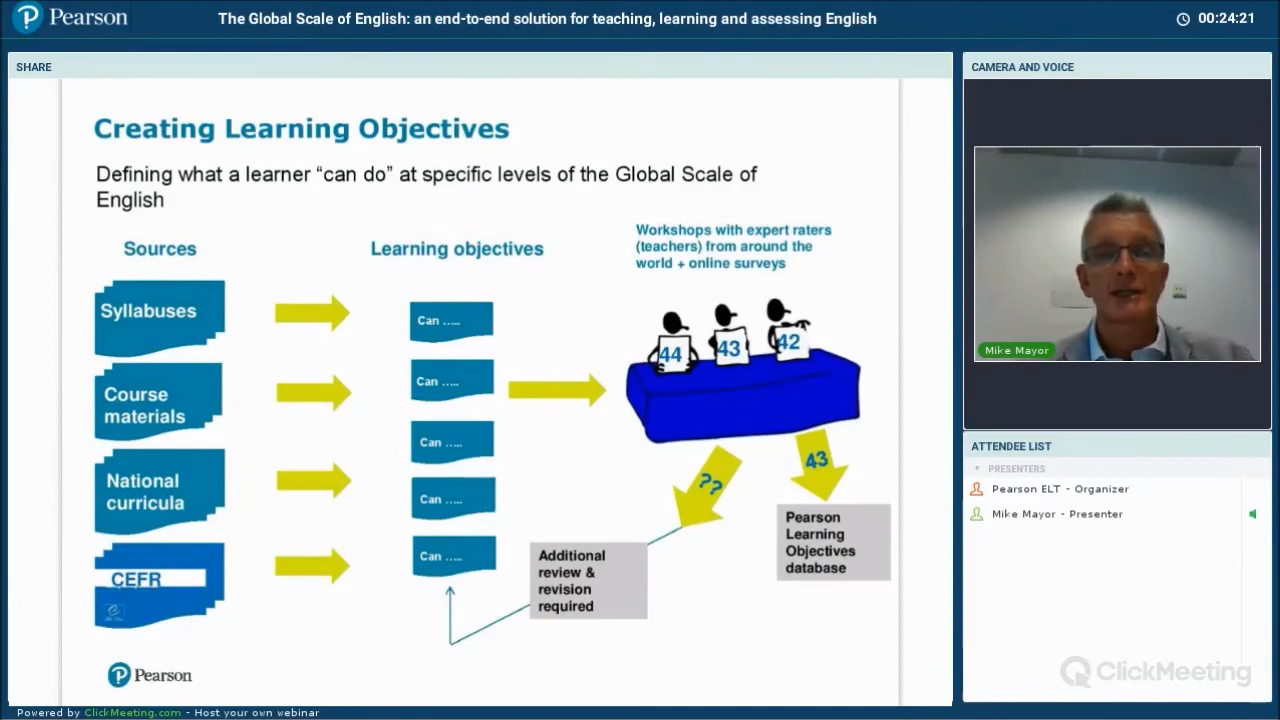 Pearson
The Global Scale of English: an end-to-end solution for teaching, learning and assessing English
00:24:21
SHARE
Creating Learning Objectives
Defining what a learner “can do” at specific levels of the Global Scale of
English
Sources
Learning objectives
Workshops with expert raters
(teachers) from around the
world + online surveys
Syllabuses
Course
materials
National
curricula
CEFR
Can .....
Can .....
Can .....
Can .....
Can .....
44
43
42
??
43
Additional
review &
revision
required
Pearson
Learning
Objectives
database
Pearson
CAMERA AND VOICE
Mike Mayor
ATTENDEE LIST
PRESENTERS
Pearson ELT - Organizer
Mike Mayor - Presenter
ClickMeeting
Powered by ClickMeeting.com - Host your own webinar